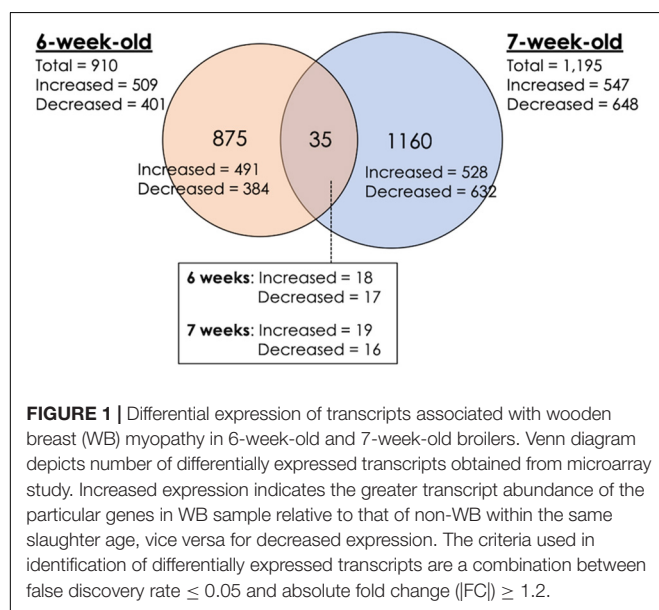 6-week-old
Total = 910
Increased = 509
Decreased = 401
7-week-old
Total = 1,195
Increased = 547
Decreased = 648
875
Increased = 491
Decreased = 384
35
1160
Increased = 528
Decreased = 632
6 weeks: Increased = 18
Decreased = 17
7 weeks: Increased = 19
Decreased = 16
FIGURE 1 | Differential expression of transcripts associated with wooden
breast (WB) myopathy in 6-week-old and 7-week-old broilers. Venn diagram
depicts number of differentially expressed transcripts obtained from microarray
study. Increased expression indicates the greater transcript abundance of the
particular genes in WB sample relative to that of non-WB within the same
slaughter age, vice versa for decreased expression. The criteria used in
identification of differentially expressed transcripts are a combination between
false discovery rate ≤ 0.05 and absolute fold change (|FC|) ≥ 1.2.